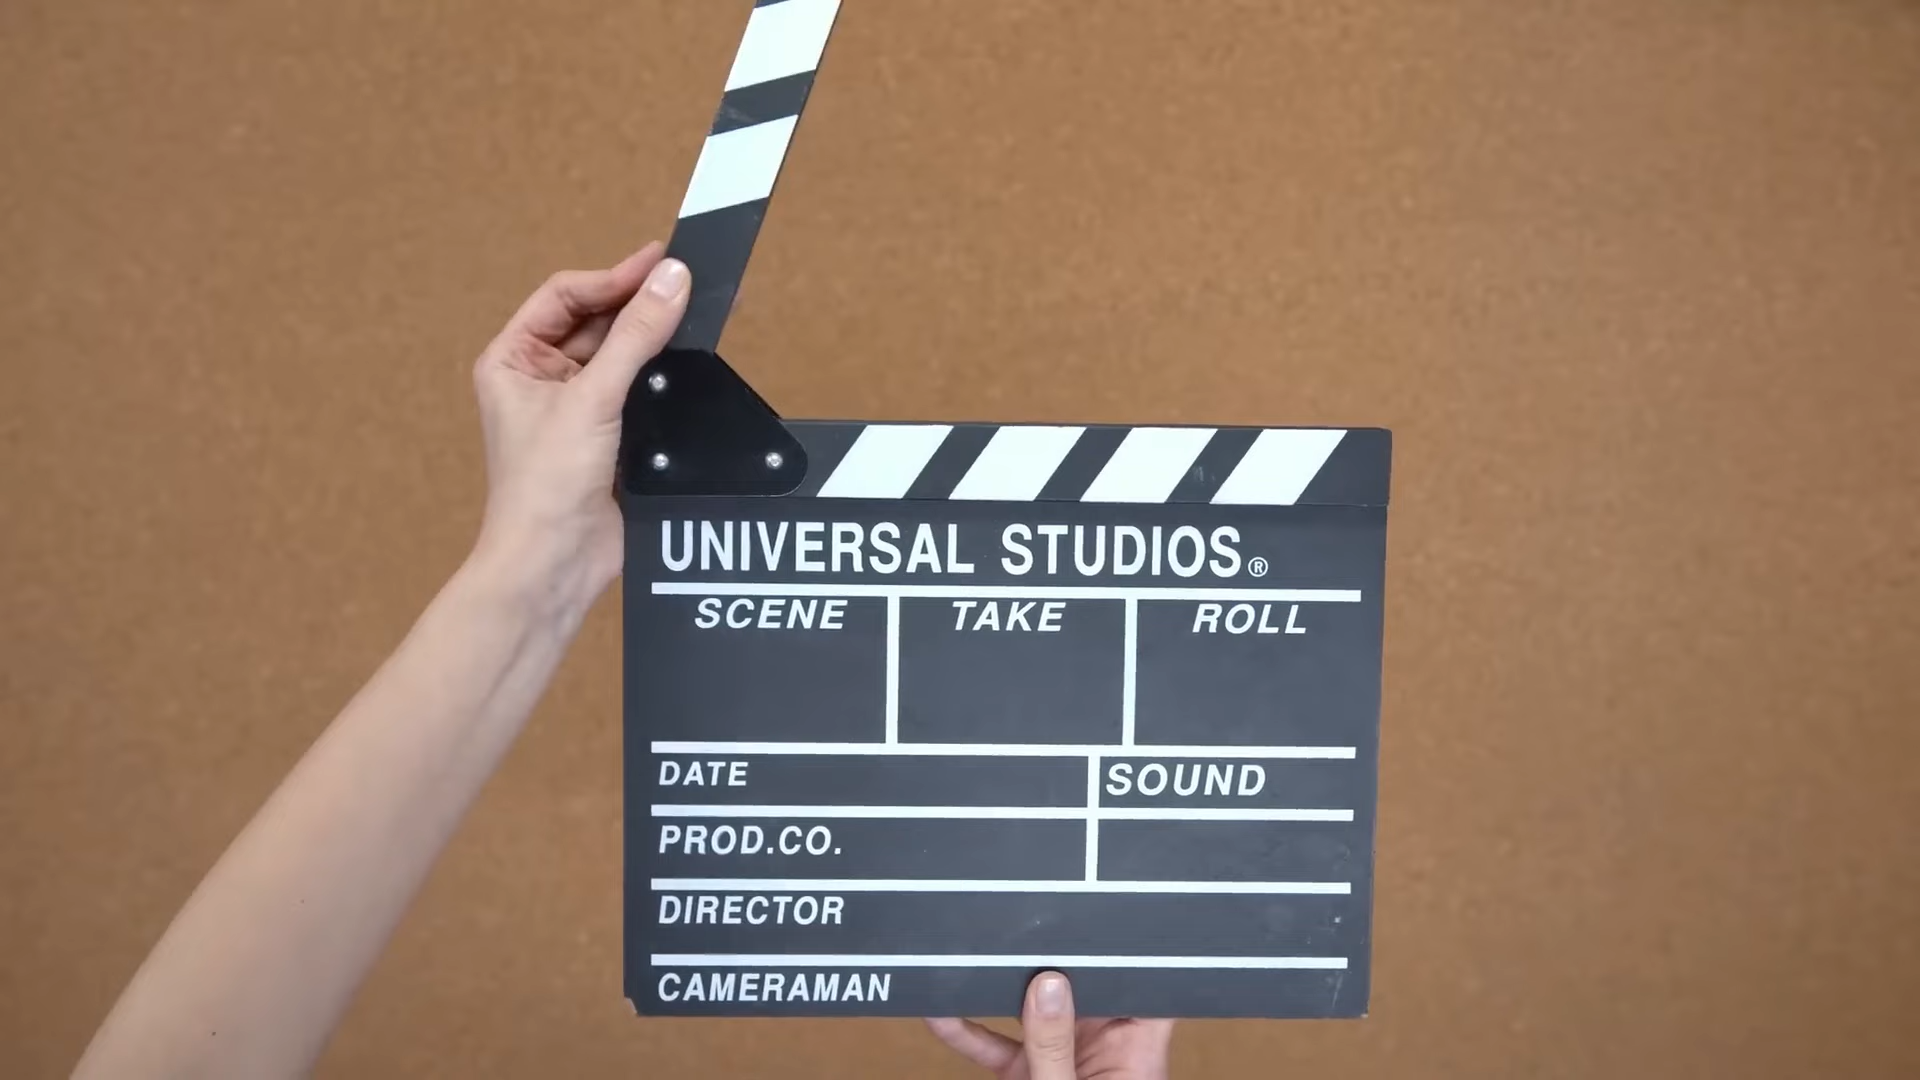 UNIVERSAL STUDIOS®
SCENE TAKE ROLL
DATE SOUND
PROD.CO.
DIRECTOR
CAMERAMAN